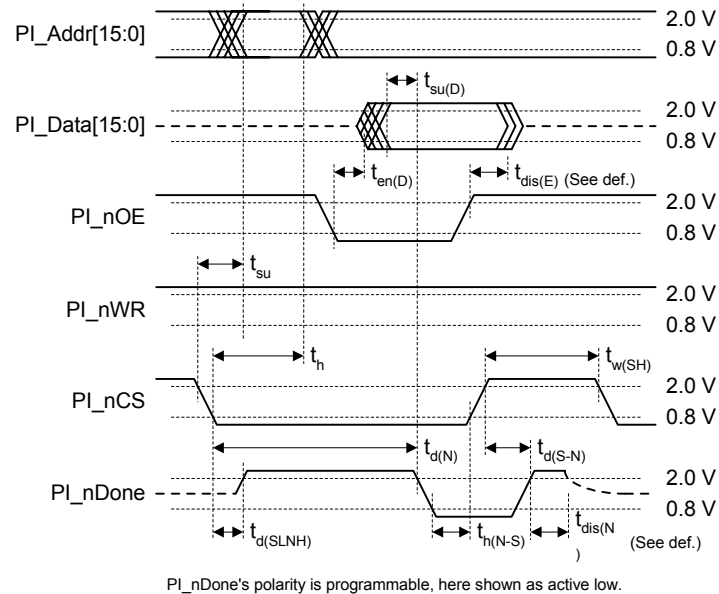 PI_Addr[15:0]
2.0 V
0.8 V
t_su(D)
PI_Data[15:0]
2.0 V
0.8 V
t_en(D)
t_dis(E) (See def.)
PI_nOE
2.0 V
0.8 V
t_su
PI_nWR
2.0 V
0.8 V
t_h
t_w(SH)
PI_nCS
2.0 V
0.8 V
t_d(N)
t_d(S-N)
PI_nDone
2.0 V
0.8 V
t_d(SLNH)
t_h(N-S)
t_dis(N
)
(See def.)
PI_nDone's polarity is programmable, here shown as active low.